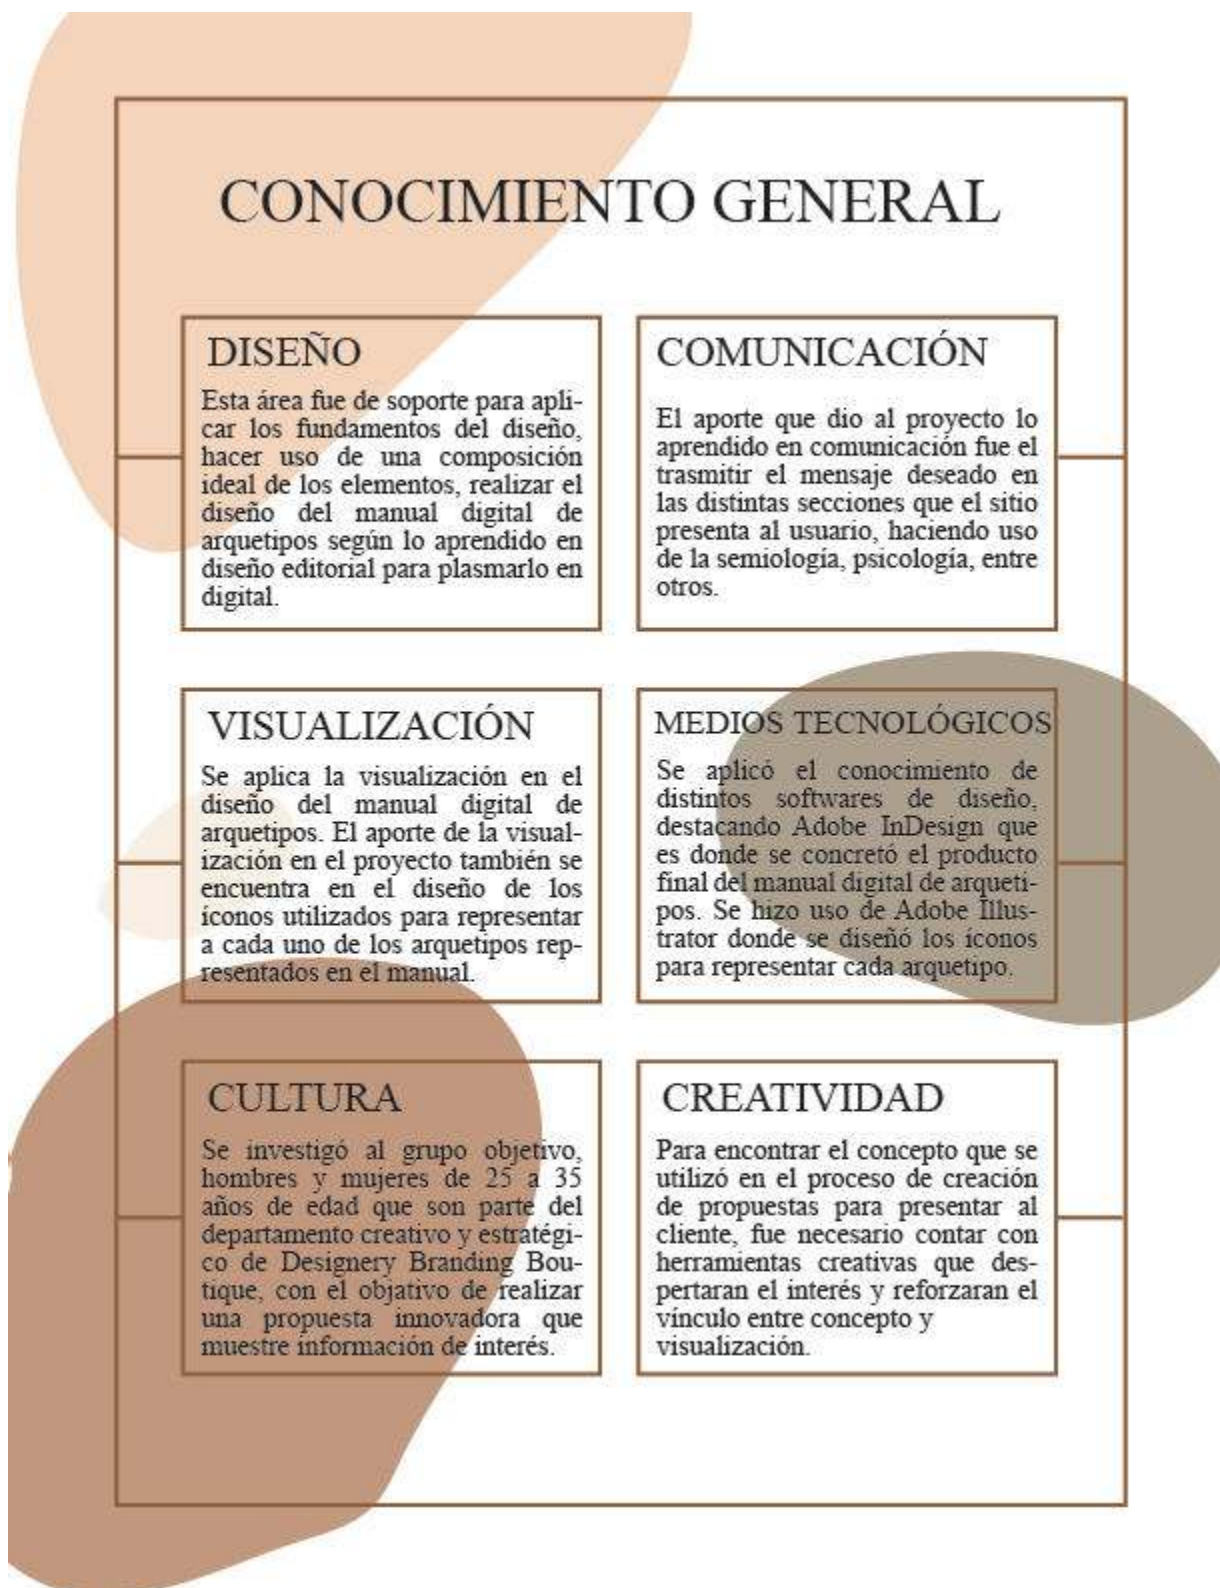 CONOCIMIENTO GENERAL
DISEÑO
Esta área fue de soporte para apli-
car los fundamentos del diseño,
hacer uso de una composición
ideal de los elementos, realizar el
diseño del manual digital de
arquetipos según lo aprendido en
diseño editorial para plasmarlo en
digital.
COMUNICACIÓN
El aporte que dio al proyecto lo
aprendido en comunicación fue el
trasmitir el mensaje deseado en
las distintas secciones que el sitio
presenta al usuario, haciendo uso
de la semiología, psicología, entre
otros.
VISUALIZACIÓN
Se aplica la visualización en el
diseño del manual digital de
arquetipos. El aporte de la visual-
ización en el proyecto también se
encuentra en el diseño de los
íconos utilizados para representar
a cada uno de los arquetipos rep-
resentados en el manual.
MEDIOS TECNOLÓGICOS
Se aplicó el conocimiento de
distintos softwares de diseño,
destacando Adobe InDesign que
es donde se concretó el producto
final del manual digital de arqueti-
pos. Se hizo uso de Adobe Illus-
trator donde se diseñó los íconos
para representar cada arquetipo.
CULTURA
Se investigó al grupo objetivo,
hombres y mujeres de 25 a 35
años de edad que son parte del
departamento creativo y estratégi-
co de Designery Branding Bou-
tique, con el objativo de realizar
una propuesta innovadora que
muestre información de interés.
CREATIVIDAD
Para encontrar el concepto que se
utilizó en el proceso de creación
de propuestas para presentar al
cliente, fue necesario contar con
herramientas creativas que des-
pertaran el interés y reforzaran el
vínculo entre concepto y
visualización.